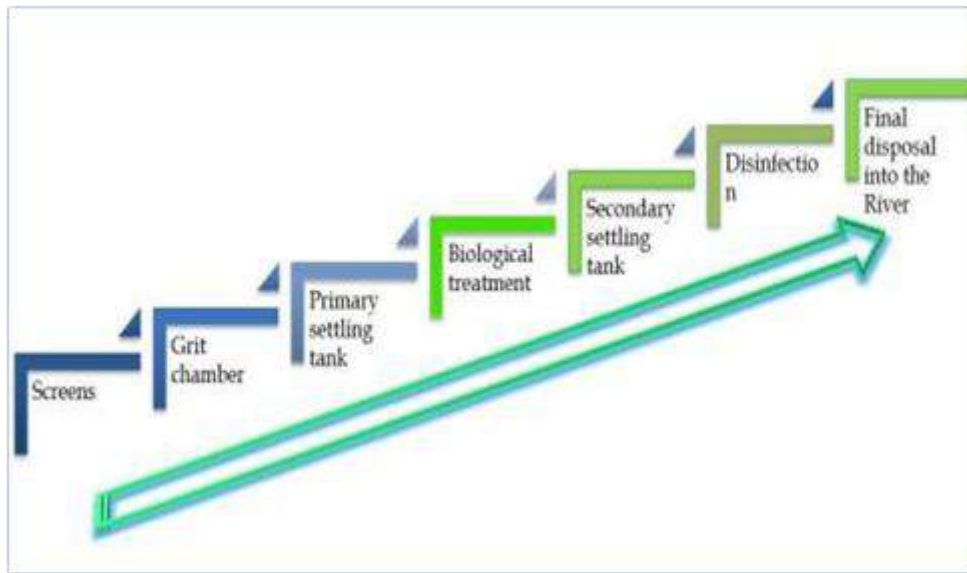 Screens
Grit
chamber
Primary
settling
tank
Biological
treatment
Secondary
settling
tank
Disinfectio
n
Final
disposal
into the
River